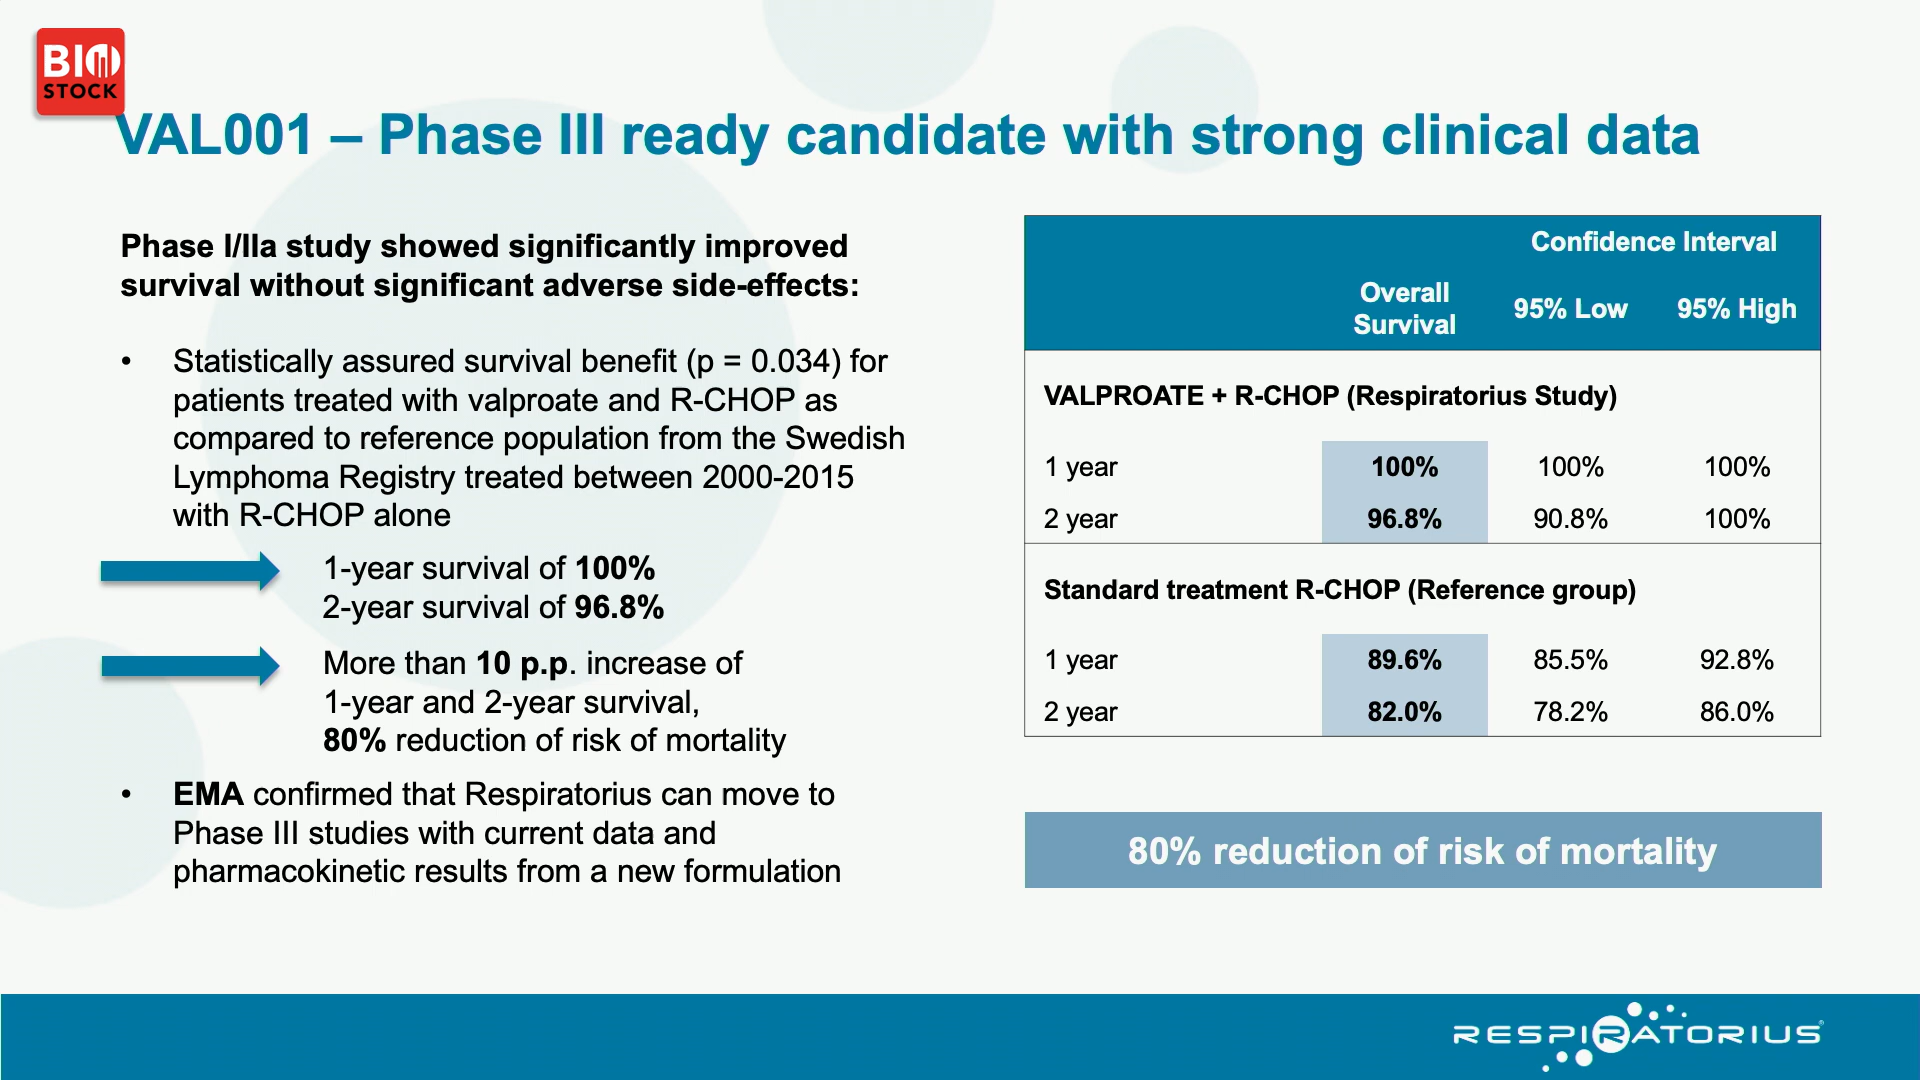 BIO
STOCK
VAL001 – Phase III ready candidate with strong clinical data
Phase I/IIa study showed significantly improved
survival without significant adverse side-effects:
• Statistically assured survival benefit (p = 0.034) for
patients treated with valproate and R-CHOP as
compared to reference population from the Swedish
Lymphoma Registry treated between 2000-2015
with R-CHOP alone
1-year survival of 100%
2-year survival of 96.8%
More than 10 p.p. increase of
1-year and 2-year survival,
80% reduction of risk of mortality
• EMA confirmed that Respiratorius can move to
Phase III studies with current data and
pharmacokinetic results from a new formulation
Confidence Interval
Overall
Survival
95% Low 95% High
VALPROATE + R-CHOP (Respiratorius Study)
1 year 100% 100% 100%
2 year 96.8% 90.8% 100%
Standard treatment R-CHOP (Reference group)
1 year 89.6% 85.5% 92.8%
2 year 82.0% 78.2% 86.0%
80% reduction of risk of mortality
RESPIRATORIUS®